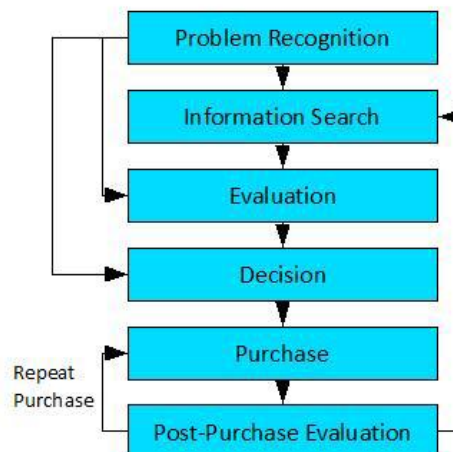 Problem Recognition
Information Search
Evaluation
Decision
Purchase
Repeat
Purchase
Post-Purchase Evaluation